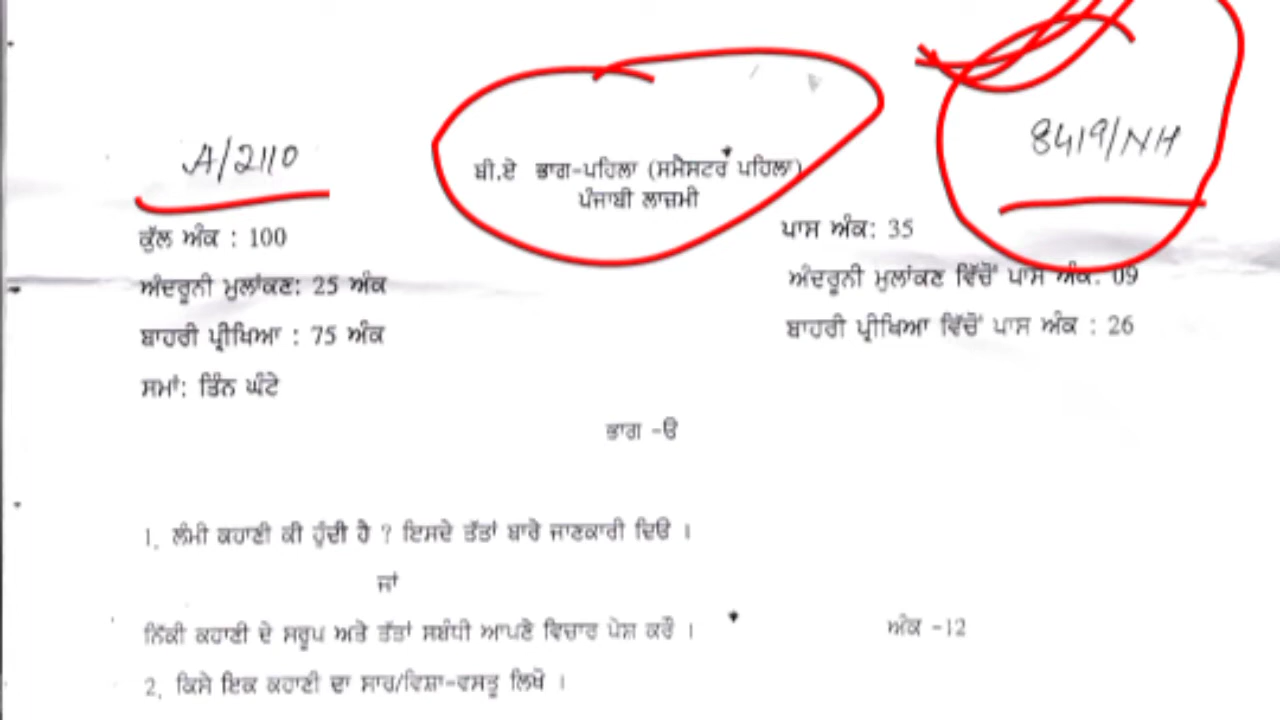 A/2110
8419/NH
ਬੀ.ਏ ਭਾਗ-ਪਹਿਲਾ (ਸਮੈਸਟਰ ਪਹਿਲਾ)
ਪੰਜਾਬੀ ਲਾਜ਼ਮੀ
ਕੁੱਲ ਅੰਕ : 100
ਪਾਸ ਅੰਕ: 35
ਅੰਦਰੂਨੀ ਮੁਲਾਂਕਣ: 25 ਅੰਕ
ਅੰਦਰੂਨੀ ਮੁਲਾਂਕਣ ਵਿੱਚੋਂ ਪਾਸ ਅੰਕ: 09
ਬਾਹਰੀ ਪ੍ਰੀਖਿਆ : 75 ਅੰਕ
ਬਾਹਰੀ ਪ੍ਰੀਖਿਆ ਵਿੱਚੋਂ ਪਾਸ ਅੰਕ : 26
ਸਮਾਂ: ਤਿੰਨ ਘੰਟੇ
ਭਾਗ -ੳ
1. ਲੰਮੀ ਕਹਾਣੀ ਕੀ ਹੁੰਦੀ ਹੈ ? ਇਸਦੇ ਤੱਤਾਂ ਬਾਰੇ ਜਾਣਕਾਰੀ ਦਿਓ ।
ਜਾਂ
ਨਿੱਕੀ ਕਹਾਣੀ ਦੇ ਸਰੂਪ ਅਤੇ ਤੱਤਾਂ ਸਬੰਧੀ ਆਪਣੇ ਵਿਚਾਰ ਪੇਸ਼ ਕਰੋ ।
ਅੰਕ -12
2. ਕਿਸੇ ਇਕ ਕਹਾਣੀ ਦਾ ਸਾਰ/ਵਿਸ਼ਾ-ਵਸਤੂ ਲਿਖੋ ।